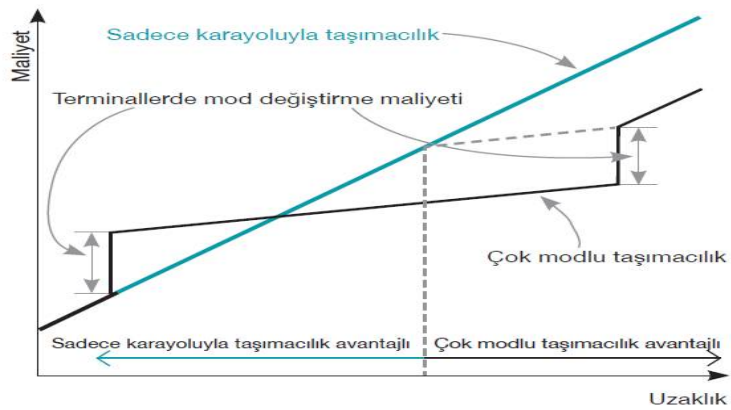 Maliyet
Sadece karayoluyla taşımacılık
Terminallerde mod değiştirme maliyeti
Çok modlu taşımacılık
Sadece karayoluyla taşımacılık avantajlı
Çok modlu taşımacılık avantajlı
Uzaklık